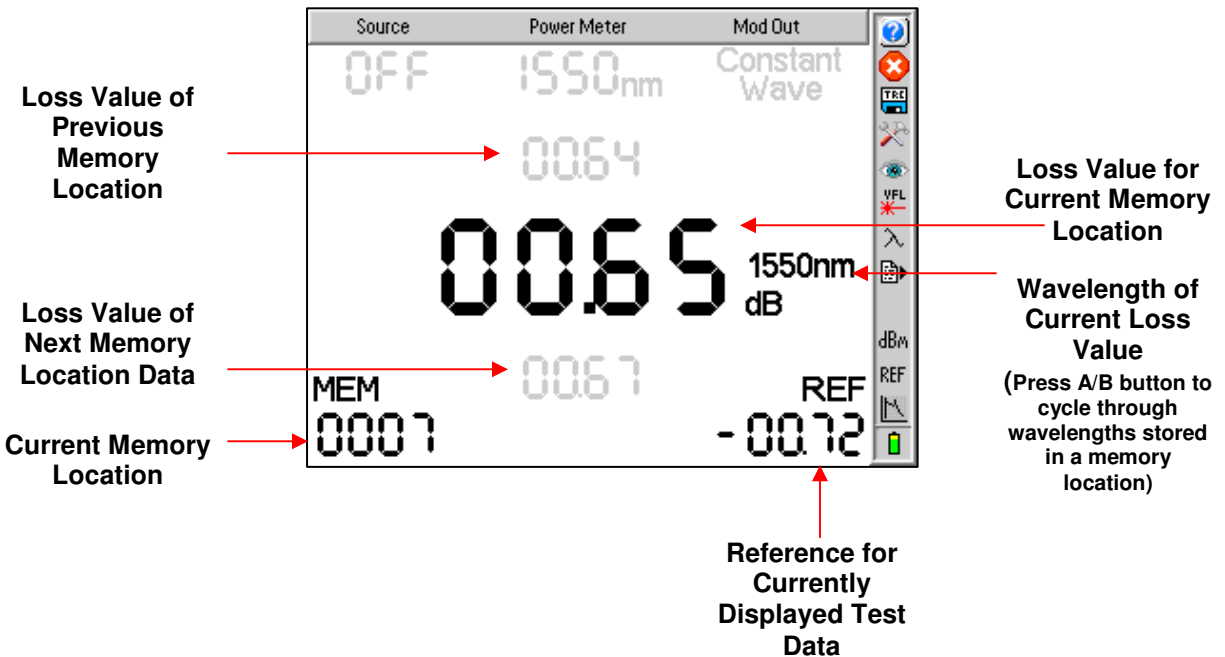 Source Power Meter Mod Out
OFF 1550nm Constant
Wave
TRC
Loss Value of
Previous
Memory
Location
00.64
VFL
Loss Value for
Current Memory
Location
00.65
1550nm
dB
λ
Wavelength of
Current Loss
Value
(Press A/B button to
cycle through
wavelengths stored
in a memory
location)
Loss Value of
Next Memory
Location Data
00.67
dBm
REF
MEM
0007
REF
-00.72
Current Memory
Location
Reference for
Currently
Displayed Test
Data